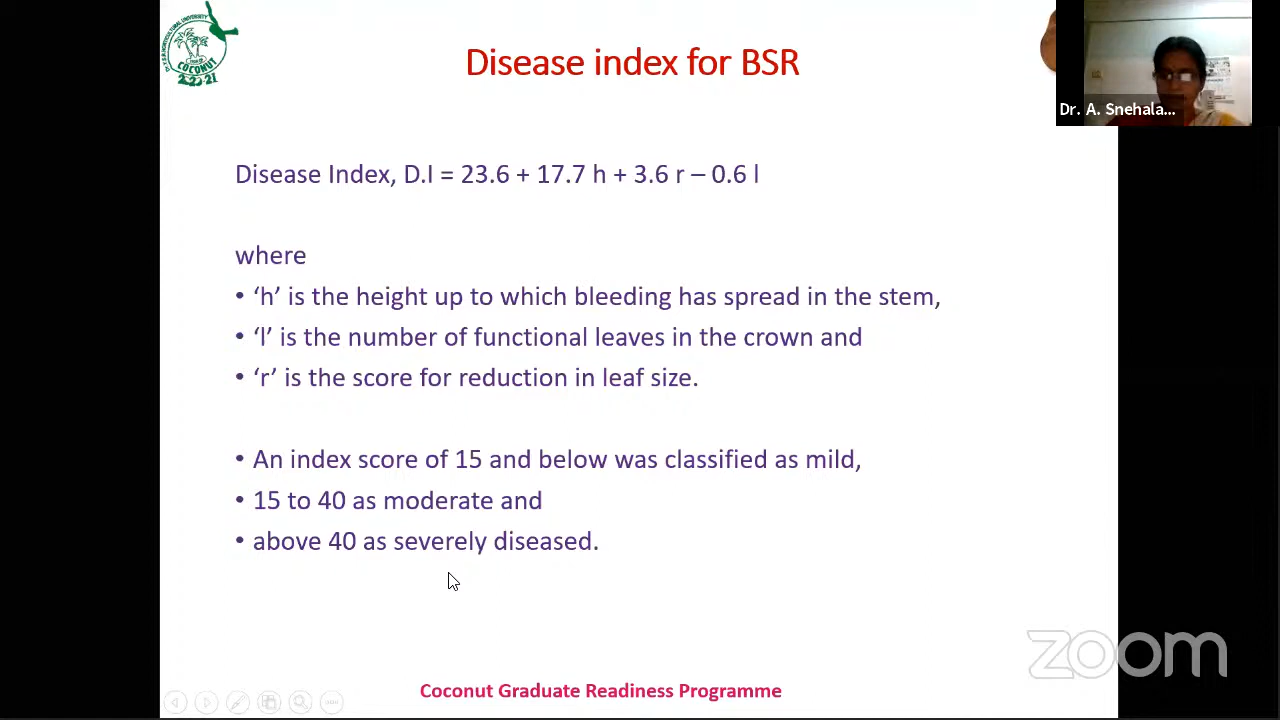 Disease index for BSR
Dr. A. Snehala...
COCONUT
2020-21
Disease Index, D.I = 23.6 + 17.7 h + 3.6 r – 0.6 l
where
• ‘h’ is the height up to which bleeding has spread in the stem,
• ‘l’ is the number of functional leaves in the crown and
• ‘r’ is the score for reduction in leaf size.
• An index score of 15 and below was classified as mild,
• 15 to 40 as moderate and
• above 40 as severely diseased.
zoom
Coconut Graduate Readiness Programme